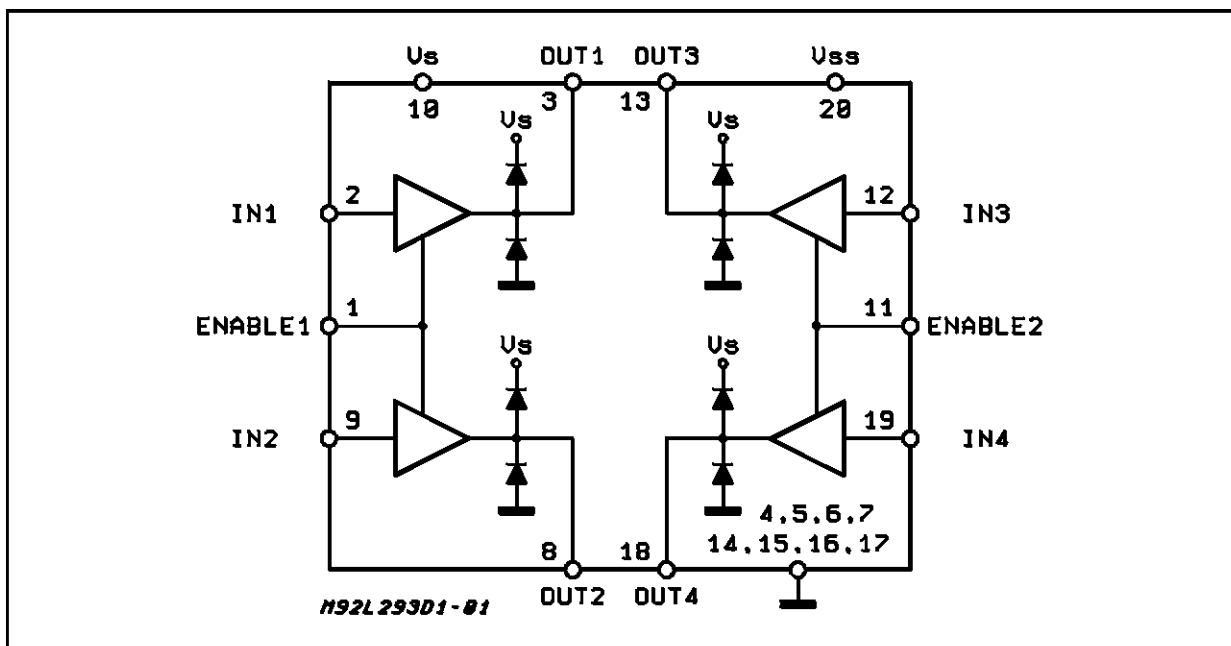 Vs OUT1 OUT3 Vss
10 3 13 20
Vs Vs
IN1 2 12 IN3
ENABLE1 1 11 ENABLE2
Vs Vs
IN2 9 19 IN4
4,5,6,7
8 18 14,15,16,17
OUT2 OUT4
M92L293D1-01